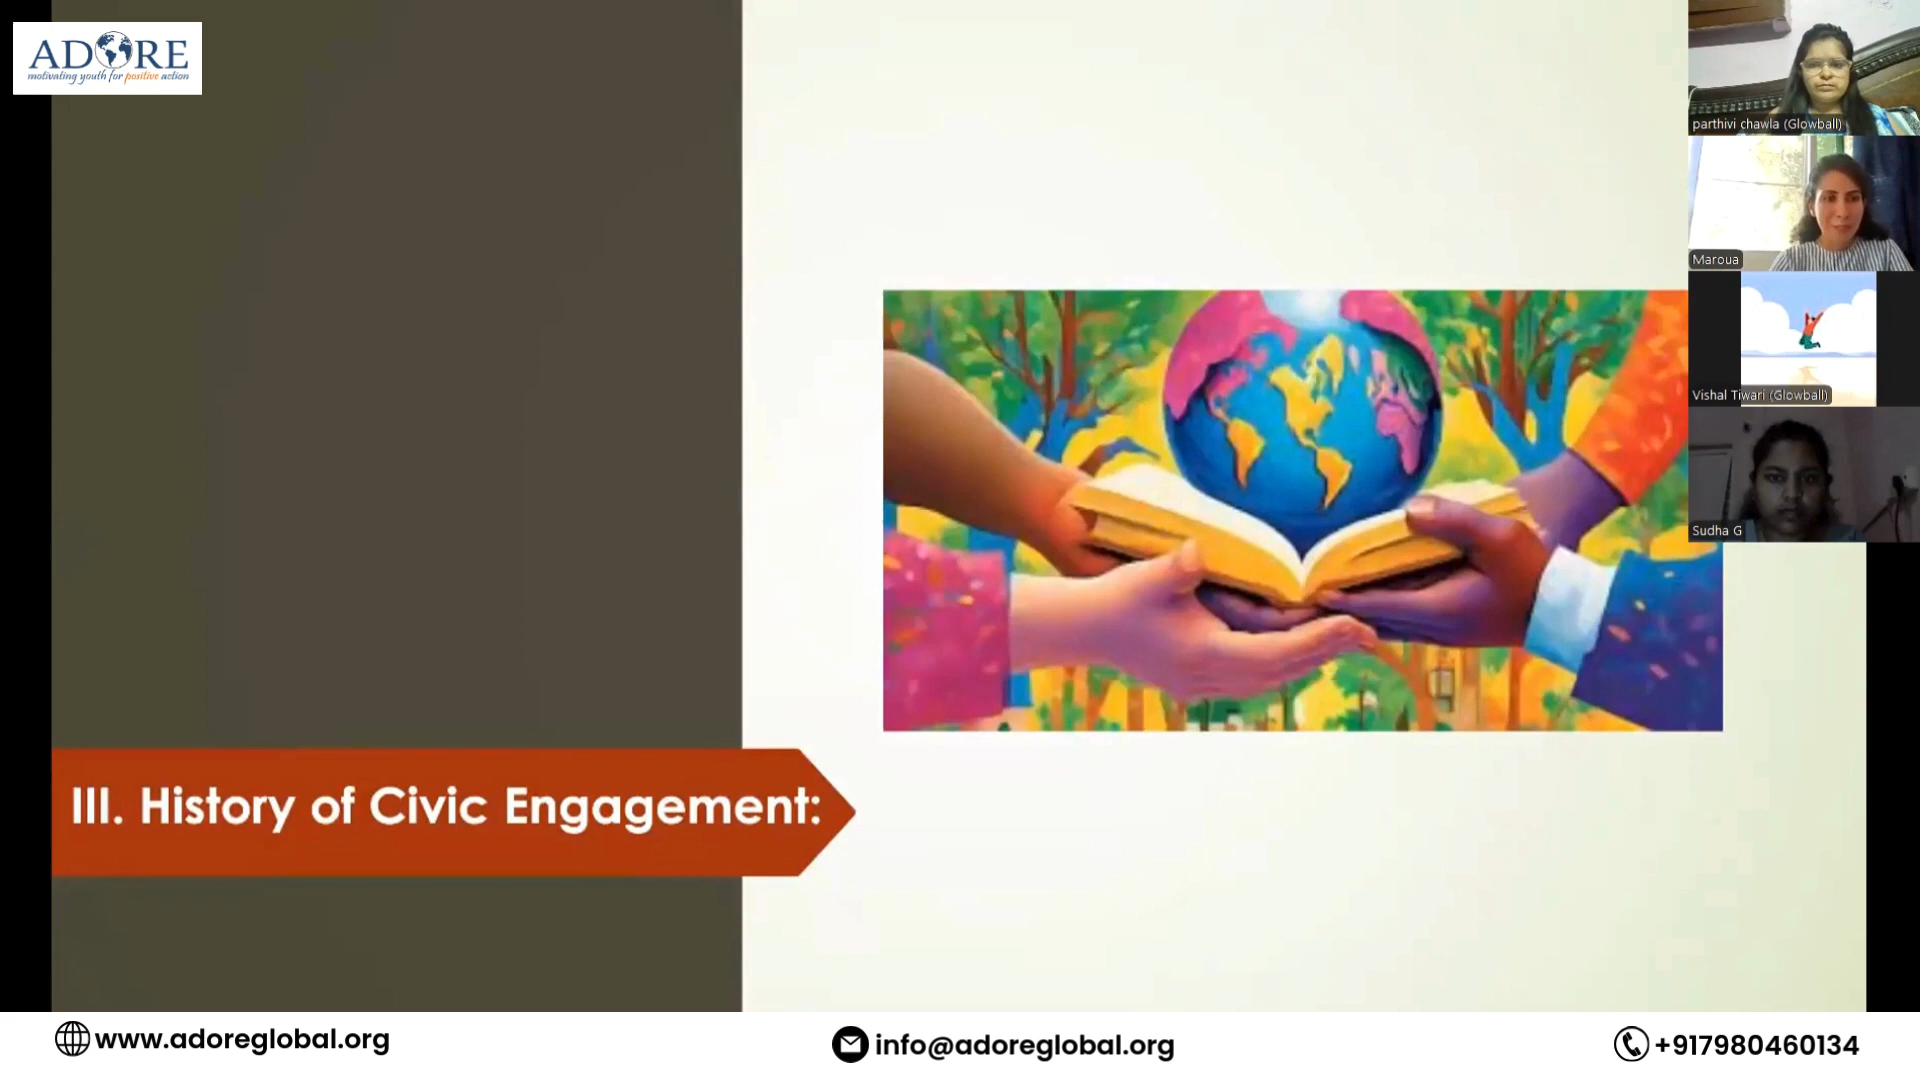 ADORE
motivating youth for positive action
parthivi chawla (Glowball)
Maroua
Vishal Tiwari (Glowball)
Sudha G
III. History of Civic Engagement:
www.adoreglobal.org
info@adoreglobal.org
+917980460134